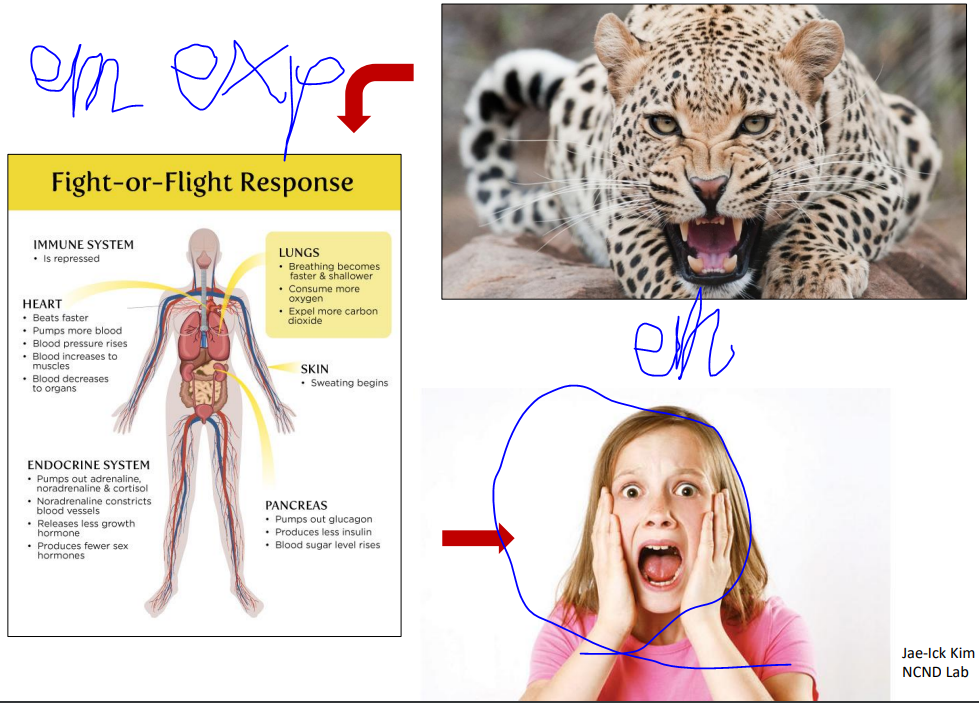 em exp
Fight-or-Flight Response
IMMUNE SYSTEM
• Is repressed
LUNGS
• Breathing becomes
faster & shallower
• Consume more
oxygen
• Expel more carbon
dioxide
HEART
• Beats faster
• Pumps more blood
• Blood pressure rises
• Blood increases to
muscles
• Blood decreases
to organs
SKIN
• Sweating begins
ENDOCRINE SYSTEM
• Pumps out adrenaline,
noradrenaline & cortisol
• Noradrenaline constricts
blood vessels
• Releases less growth
hormone
• Produces fewer sex
hormones
PANCREAS
• Pumps out glucagon
• Produces less insulin
• Blood sugar level rises
em
Jae-Ick Kim
NCND Lab